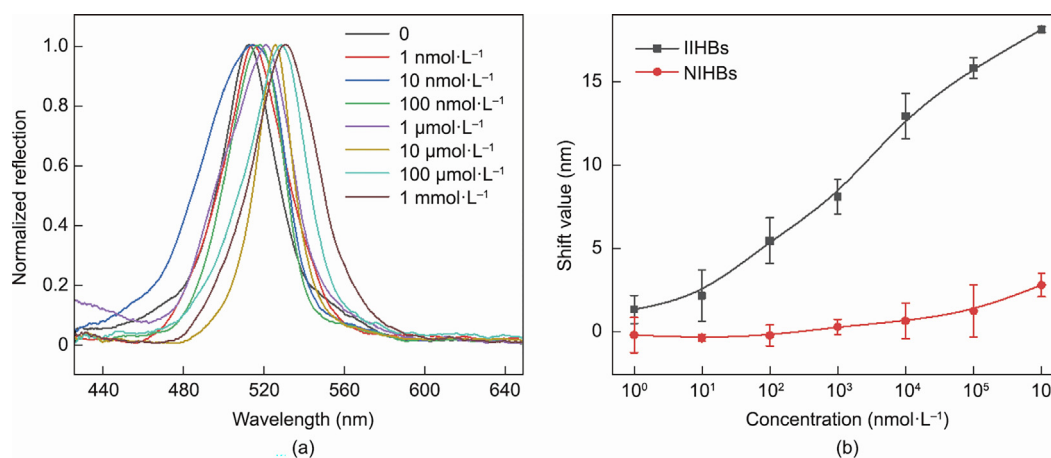 1.0
0.8
0.6
0.4
0.2
0
Normalized reflection
440 480 520 560 600 640
Wavelength (nm)
(a)
0
1 nmol·L⁻¹
10 nmol·L⁻¹
100 nmol·L⁻¹
1 μmol·L⁻¹
10 μmol·L⁻¹
100 μmol·L⁻¹
1 mmol·L⁻¹
15
10
5
0
Shift value (nm)
IIHBs
NIHBs
10⁰ 10¹ 10² 10³ 10⁴ 10⁵ 10
Concentration (nmol·L⁻¹)
(b)